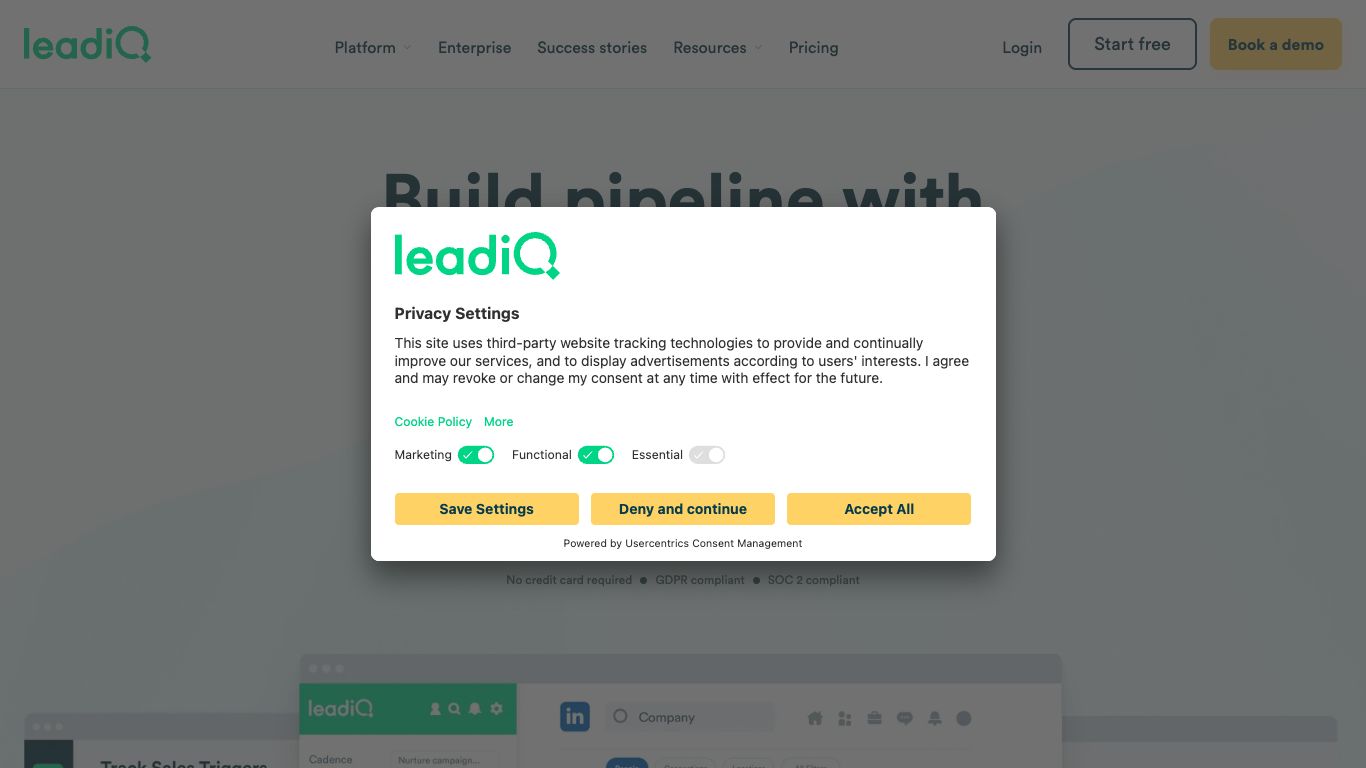 leadiQ
Platform Enterprise Success stories Resources Pricing Login Start free Book a demo
Build pipeline with
leadiQ
Privacy Settings
This site uses third-party website tracking technologies to provide and continually
improve our services, and to display advertisements according to users' interests. I agree
and may revoke or change my consent at any time with effect for the future.
Cookie Policy More
Marketing Functional Essential
Save Settings Deny and continue Accept All
Powered by Usercentrics Consent Management
No credit card required ● GDPR compliant ● SOC 2 compliant
leadiQ
in Company
Cadence Nurture campaign...
Track Sales Triggers